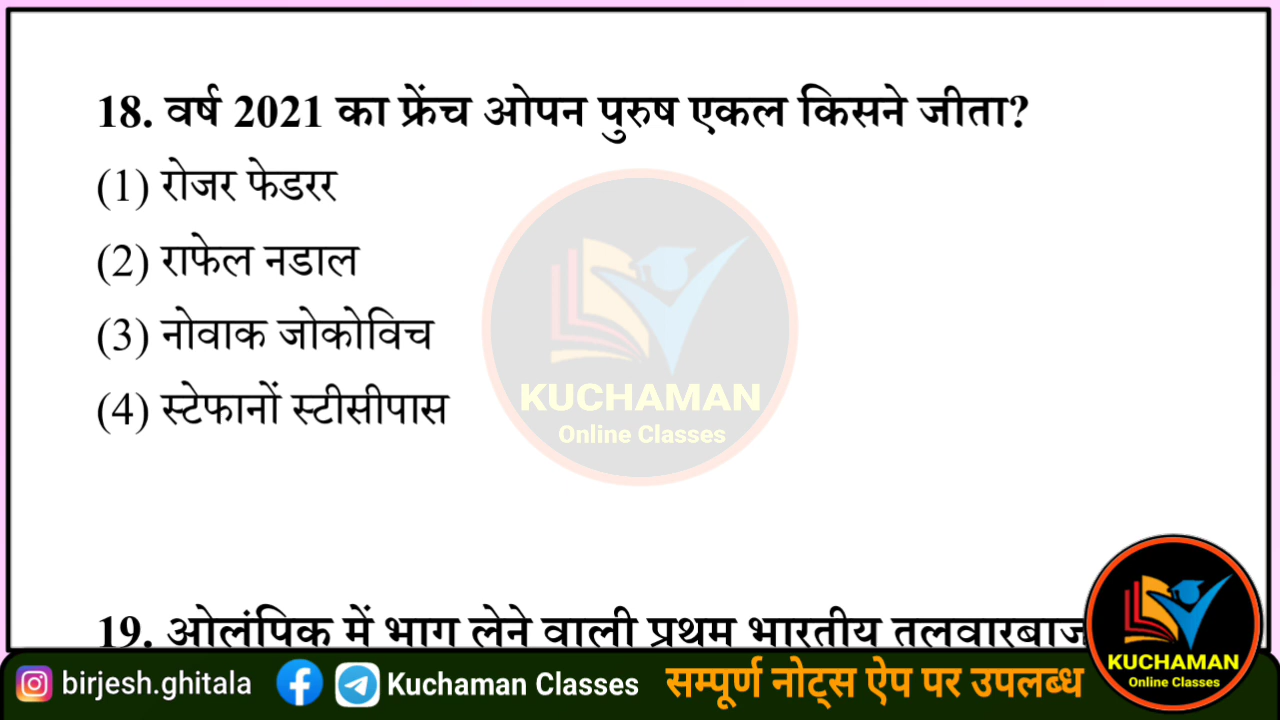 18. वर्ष 2021 का फ्रेंच ओपन पुरुष एकल किसने जीता?
(1) रोजर फेडरर
(2) राफेल नडाल
(3) नोवाक जोकोविच
(4) स्टेफानों स्टीसीपास
KUCHAMAN
Online Classes
19. ओलंपिक में भाग लेने वाली प्रथम भारतीय तलवारबाज
birjesh.ghitala
Kuchaman Classes
सम्पूर्ण नोट्स ऐप पर उपलब्ध
KUCHAMAN
Online Classes